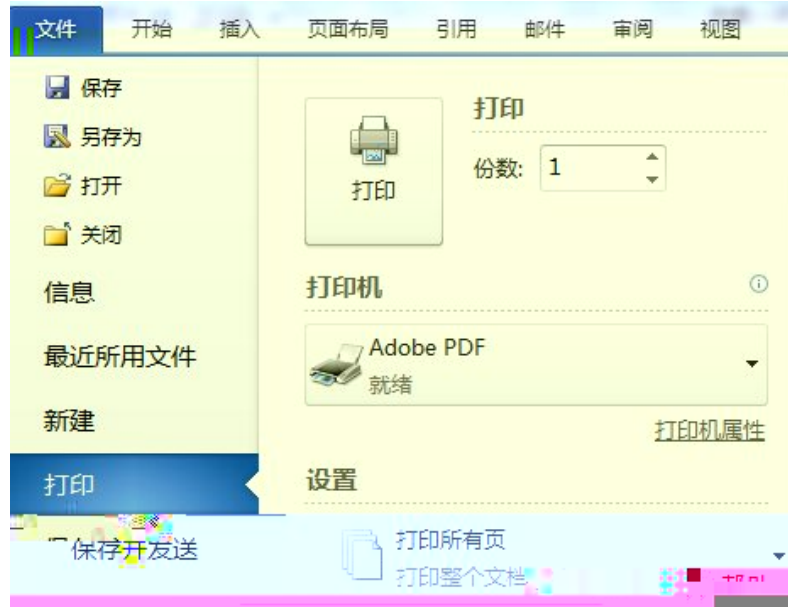 文件 开始 插入 页面布局 引用 邮件 审阅 视图
保存
另存为
打开
关闭
信息
最近所用文件
新建
打印
保存并发送
打印
打印
份数: 1
打印机
Adobe PDF
就绪
打印机属性
设置
打印所有页
打印整个文档